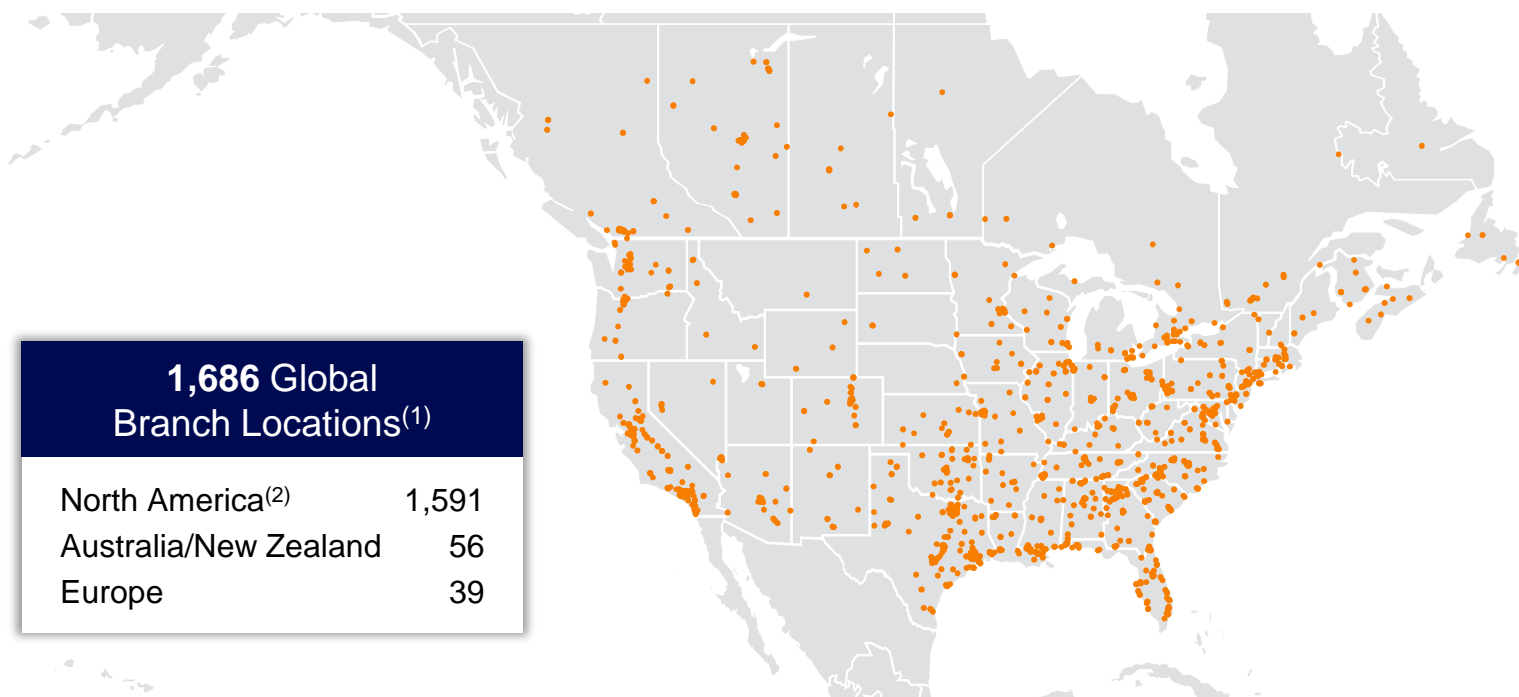 1,686 Global
Branch Locations(1)
North America(2) 1,591
Australia/New Zealand 56
Europe 39